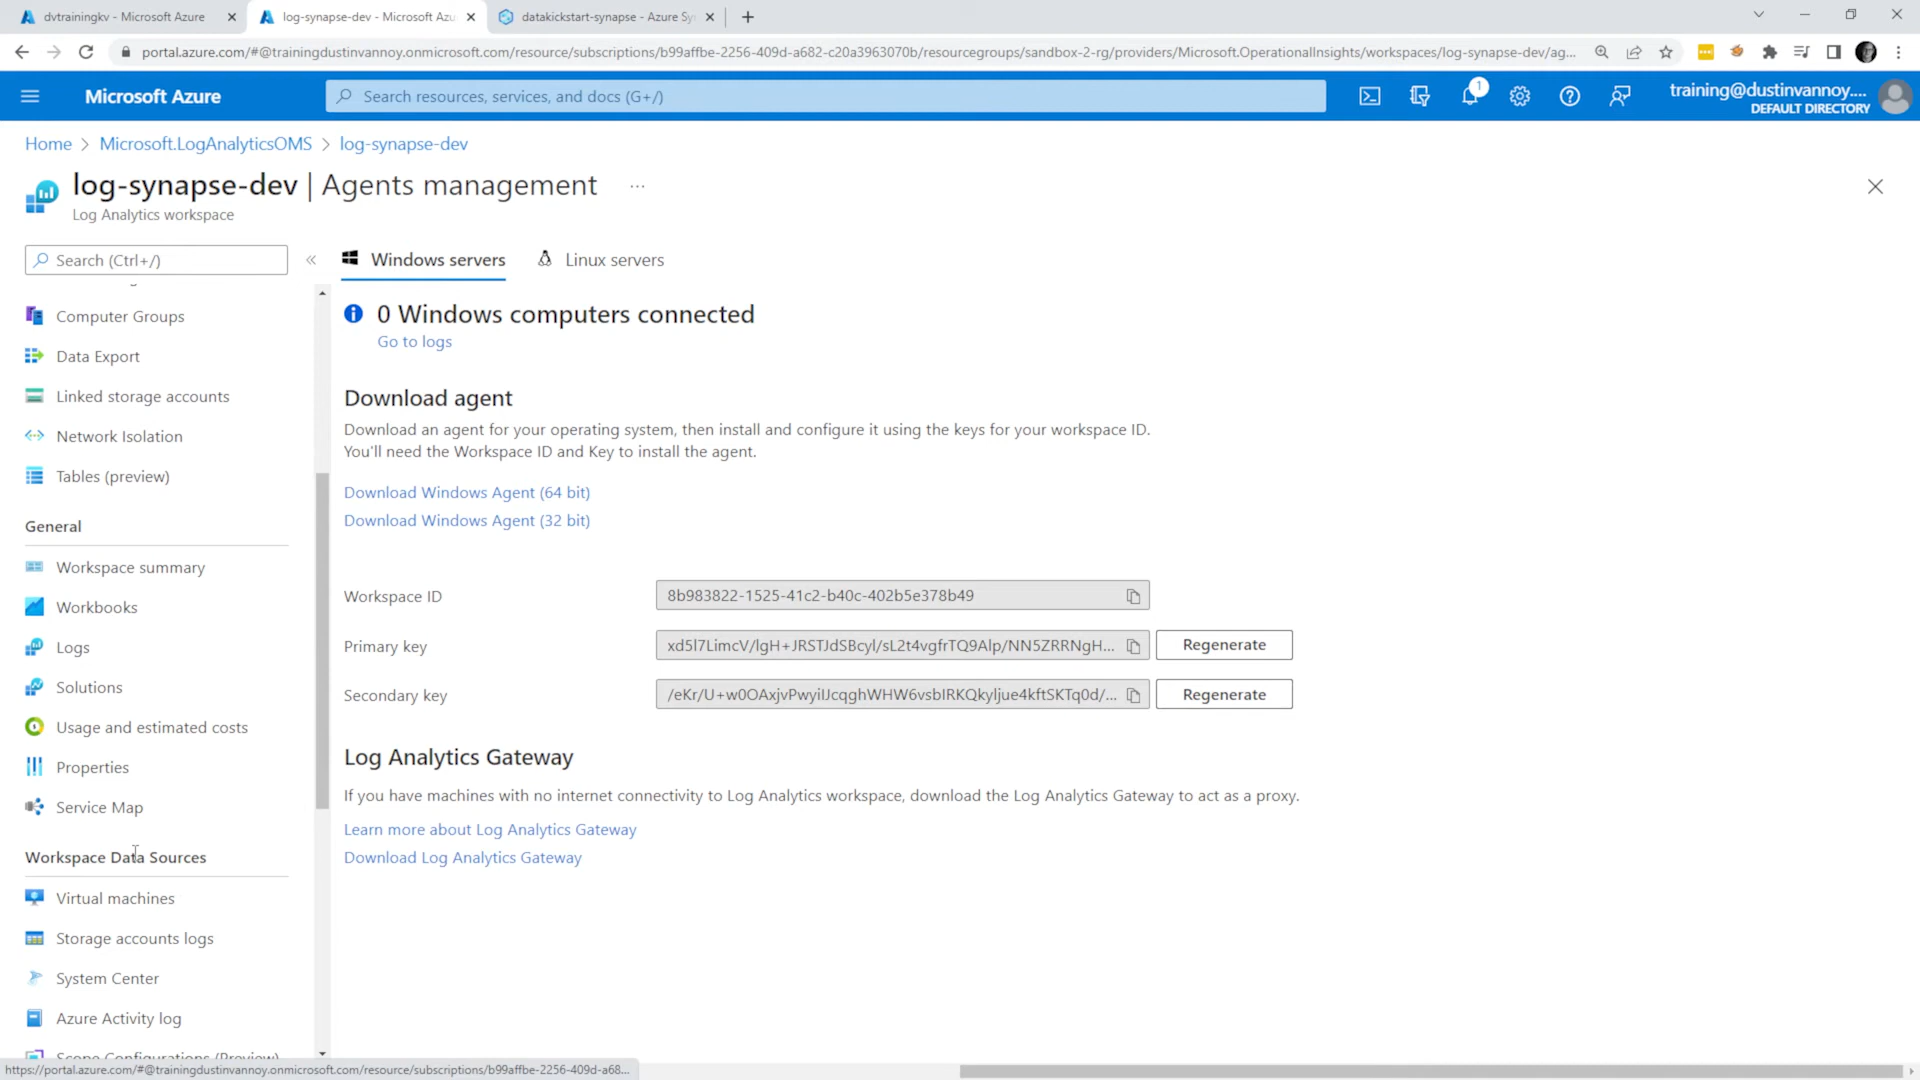 dvtrainingkv - Microsoft Azure
log-synapse-dev - Microsoft Azu
datakickstart-synapse - Azure Sy
portal.azure.com/#@trainingdustinvannoy.onmicrosoft.com/resource/subscriptions/b99affbe-2256-409d-a682-c20a3963070b/resourcegroups/sandbox-2-rg/providers/Microsoft.OperationalInsights/workspaces/log-synapse-dev/ag...
Microsoft Azure
Search resources, services, and docs (G+/)
1
training@dustinvannoy....
DEFAULT DIRECTORY
Home > Microsoft.LogAnalyticsOMS > log-synapse-dev
log-synapse-dev | Agents management ...
Log Analytics workspace
Search (Ctrl+/)
«
Windows servers
Linux servers
Computer Groups
Data Export
Linked storage accounts
Network Isolation
Tables (preview)
General
Workspace summary
Workbooks
Logs
Solutions
Usage and estimated costs
Properties
Service Map
Workspace Data Sources
Virtual machines
Storage accounts logs
System Center
Azure Activity log
Scope Configurations (Preview)
0 Windows computers connected
Go to logs
Download agent
Download an agent for your operating system, then install and configure it using the keys for your workspace ID.
You'll need the Workspace ID and Key to install the agent.
Download Windows Agent (64 bit)
Download Windows Agent (32 bit)
Workspace ID
8b983822-1525-41c2-b40c-402b5e378b49
Primary key
Regenerate
Secondary key
Regenerate
Log Analytics Gateway
If you have machines with no internet connectivity to Log Analytics workspace, download the Log Analytics Gateway to act as a proxy.
Learn more about Log Analytics Gateway
Download Log Analytics Gateway
https://portal.azure.com/#@trainingdustinvannoy.onmicrosoft.com/resource/subscriptions/b99affbe-2256-409d-a68...